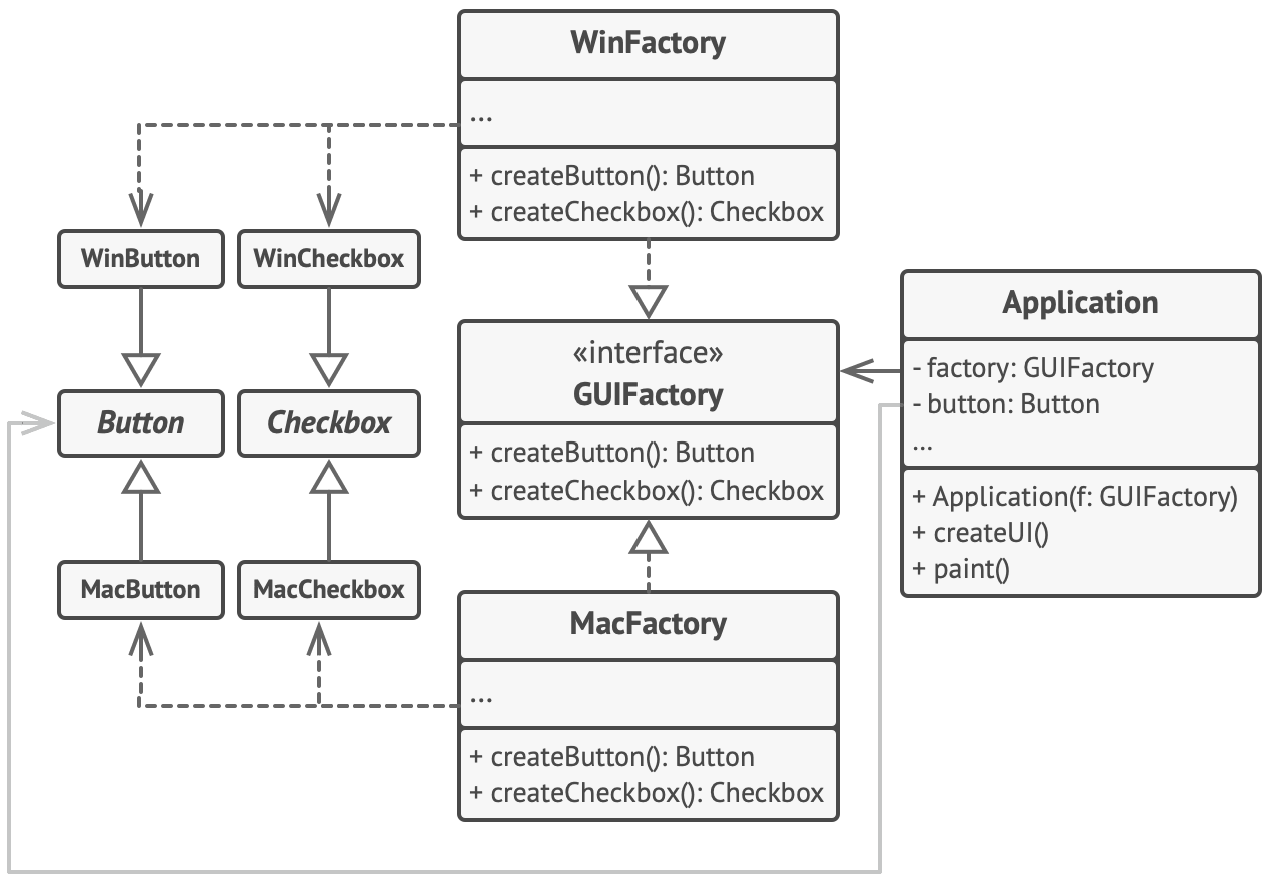 WinFactory
...
+ createButton(): Button
+ createCheckbox(): Checkbox
WinButton
WinCheckbox
Button
Checkbox
MacButton
MacCheckbox
«interface»
GUIFactory
+ createButton(): Button
+ createCheckbox(): Checkbox
Application
- factory: GUIFactory
- button: Button
...
+ Application(f: GUIFactory)
+ createUI()
+ paint()
MacFactory
...
+ createButton(): Button
+ createCheckbox(): Checkbox